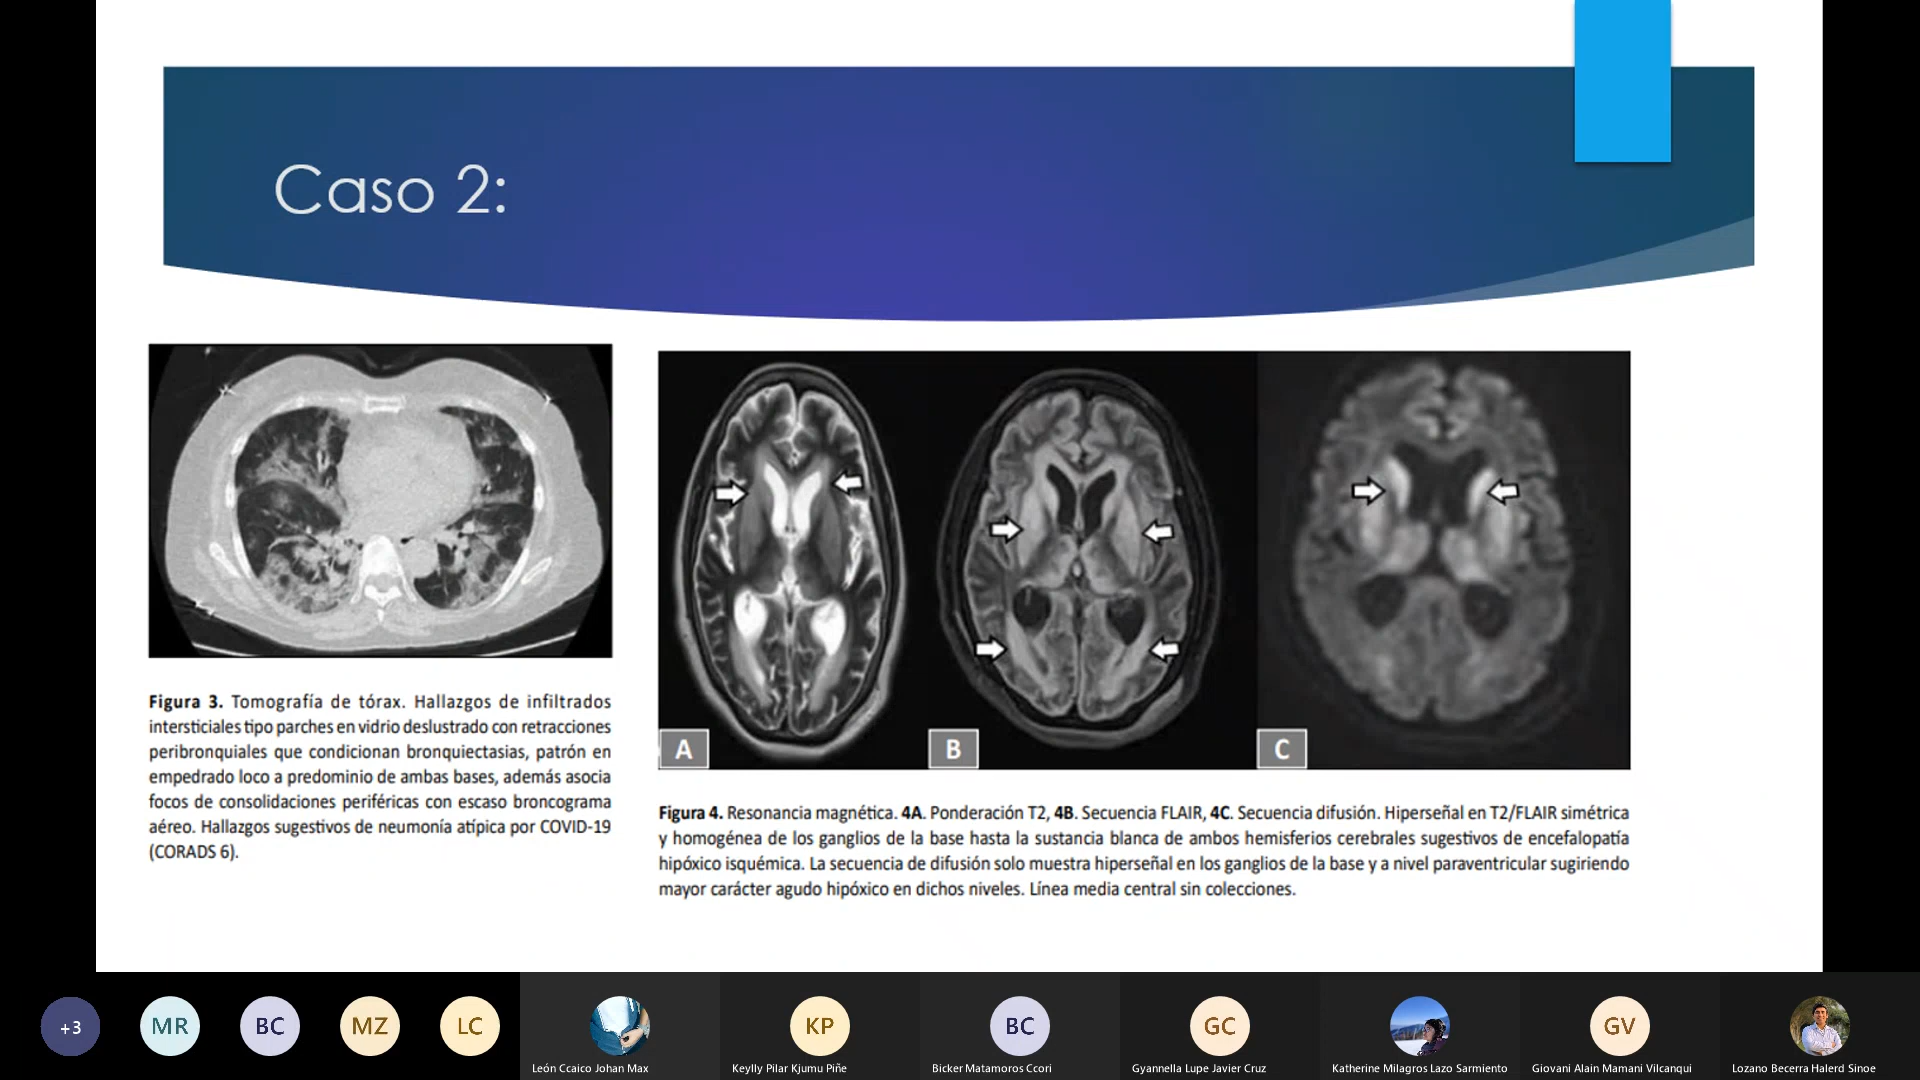 Caso 2:
Figura 3. Tomografía de tórax. Hallazgos de infiltrados
intersticiales tipo parches en vidrio deslustrado con retracciones
peribronquiales que condicionan bronquiectasias, patrón en
empedrado loco a predominio de ambas bases, además asocia
focos de consolidaciones periféricas con escaso broncograma
aéreo. Hallazgos sugestivos de neumonía atípica por COVID-19
(CORADS 6).
A
B
C
Figura 4. Resonancia magnética. 4A. Ponderación T2, 4B. Secuencia FLAIR, 4C. Secuencia difusión. Hiperseñal en T2/FLAIR simétrica
y homogénea de los ganglios de la base hasta la sustancia blanca de ambos hemisferios cerebrales sugestivos de encefalopatía
hipóxico isquémica. La secuencia de difusión solo muestra hiperseñal en los ganglios de la base y a nivel paraventricular sugiriendo
mayor carácter agudo hipóxico en dichos niveles. Línea media central sin colecciones.
+3
MR
BC
MZ
LC
KP
BC
GC
GV
León Ccaico Johan Max
Keylly Pilar Kjumu Piñe
Bicker Matamoros Ccori
Gyannella Lupe Javier Cruz
Katherine Milagros Lazo Sarmiento
Giovani Alain Mamani Vilcanqui
Lozano Becerra Halerd Sinoe